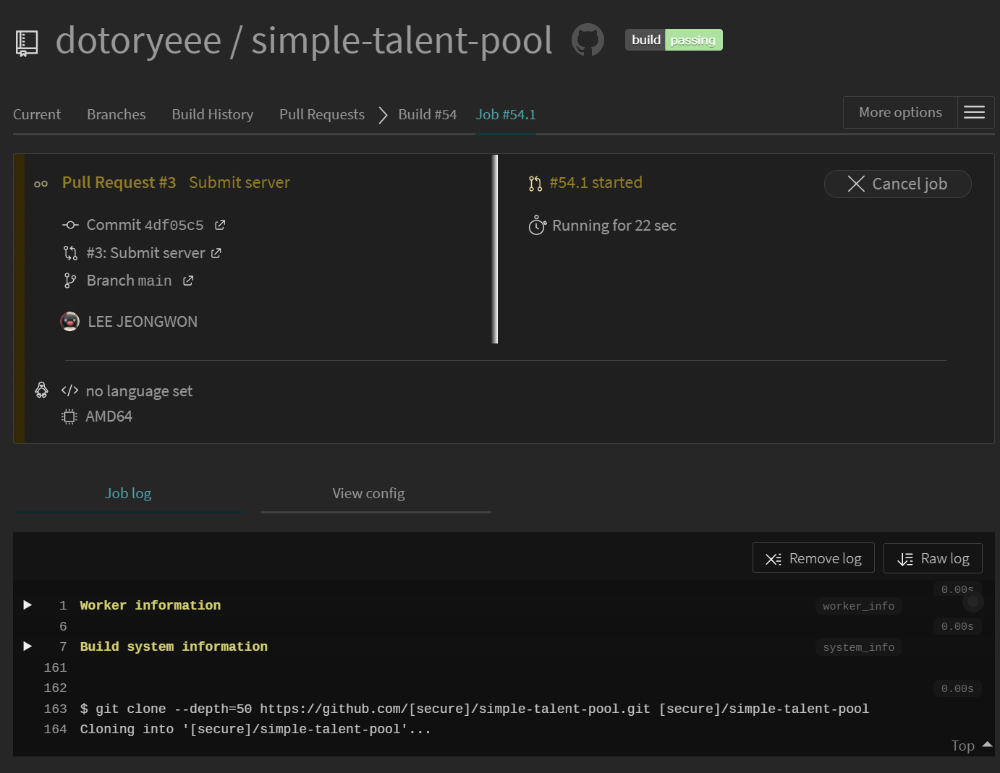 dotoryeee / simple-talent-pool
build passing
Current Branches Build History Pull Requests Build #54 Job #54.1
More options
Pull Request #3 Submit server
Commit 4df05c5
#3: Submit server
Branch main
LEE JEONGWON
#54.1 started
Cancel job
Running for 22 sec
no language set
AMD64
Job log View config
Remove log Raw log
0.00s
1 Worker information worker_info
6 0.00s
7 Build system information system_info
161
162 0.00s
163 $ git clone --depth=50 https://github.com/[secure]/simple-talent-pool.git [secure]/simple-talent-pool
164 Cloning into '[secure]/simple-talent-pool'...
Top